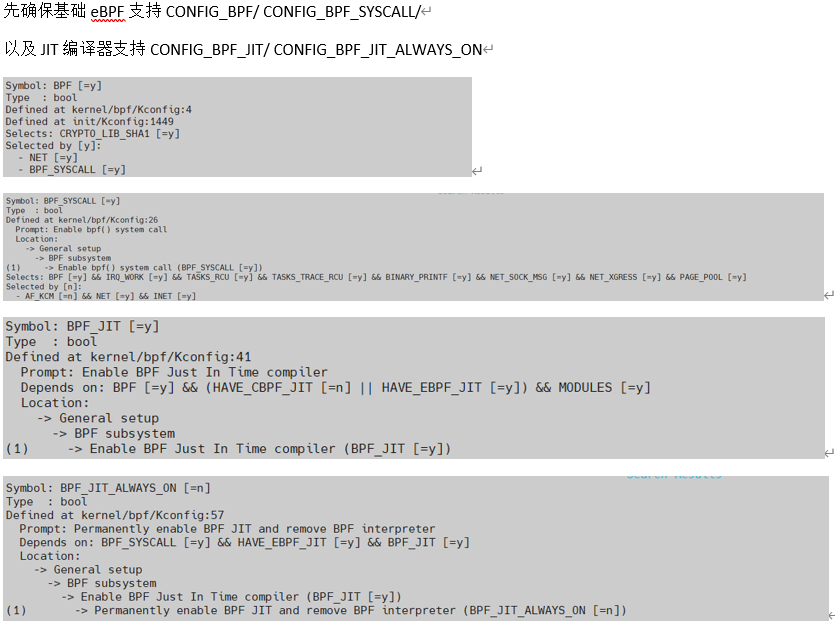 先确保基础 eBPF 支持 CONFIG_BPF/ CONFIG_BPF_SYSCALL/↵
以及 JIT 编译器支持 CONFIG_BPF_JIT/ CONFIG_BPF_JIT_ALWAYS_ON↵
Symbol: BPF [=y]
Type  : bool
Defined at kernel/bpf/Kconfig:4
Defined at init/Kconfig:1449
Selects: CRYPTO_LIB_SHA1 [=y]
Selected by [y]:
  - NET [=y]
  - BPF_SYSCALL [=y]
Symbol: BPF_SYSCALL [=y]
Type  : bool
Defined at kernel/bpf/Kconfig:26
  Prompt: Enable bpf() system call
  Location:
    -> General setup
      -> BPF subsystem
(1)     -> Enable bpf() system call (BPF_SYSCALL [=y])
Selects: BPF [=y] && IRQ_WORK [=y] && TASKS_RCU [=y] && TASKS_TRACE_RCU [=y] && BINARY_PRINTF [=y] && NET_SOCK_MSG [=y] && NET_XGRESS [=y] && PAGE_POOL [=y]
Selected by [n]:
  - AF_KCM [=n] && NET [=y] && INET [=y]
Symbol: BPF_JIT [=y]
Type  : bool
Defined at kernel/bpf/Kconfig:41
  Prompt: Enable BPF Just In Time compiler
  Depends on: BPF [=y] && (HAVE_CBPF_JIT [=n] || HAVE_EBPF_JIT [=y]) && MODULES [=y]
  Location:
    -> General setup
      -> BPF subsystem
(1)     -> Enable BPF Just In Time compiler (BPF_JIT [=y])
Symbol: BPF_JIT_ALWAYS_ON [=n]
Type  : bool
Defined at kernel/bpf/Kconfig:57
  Prompt: Permanently enable BPF JIT and remove BPF interpreter
  Depends on: BPF_SYSCALL [=y] && HAVE_EBPF_JIT [=y] && BPF_JIT [=y]
  Location:
    -> General setup
      -> BPF subsystem
        -> Enable BPF Just In Time compiler (BPF_JIT [=y])
(1)       -> Permanently enable BPF JIT and remove BPF interpreter (BPF_JIT_ALWAYS_ON [=n])